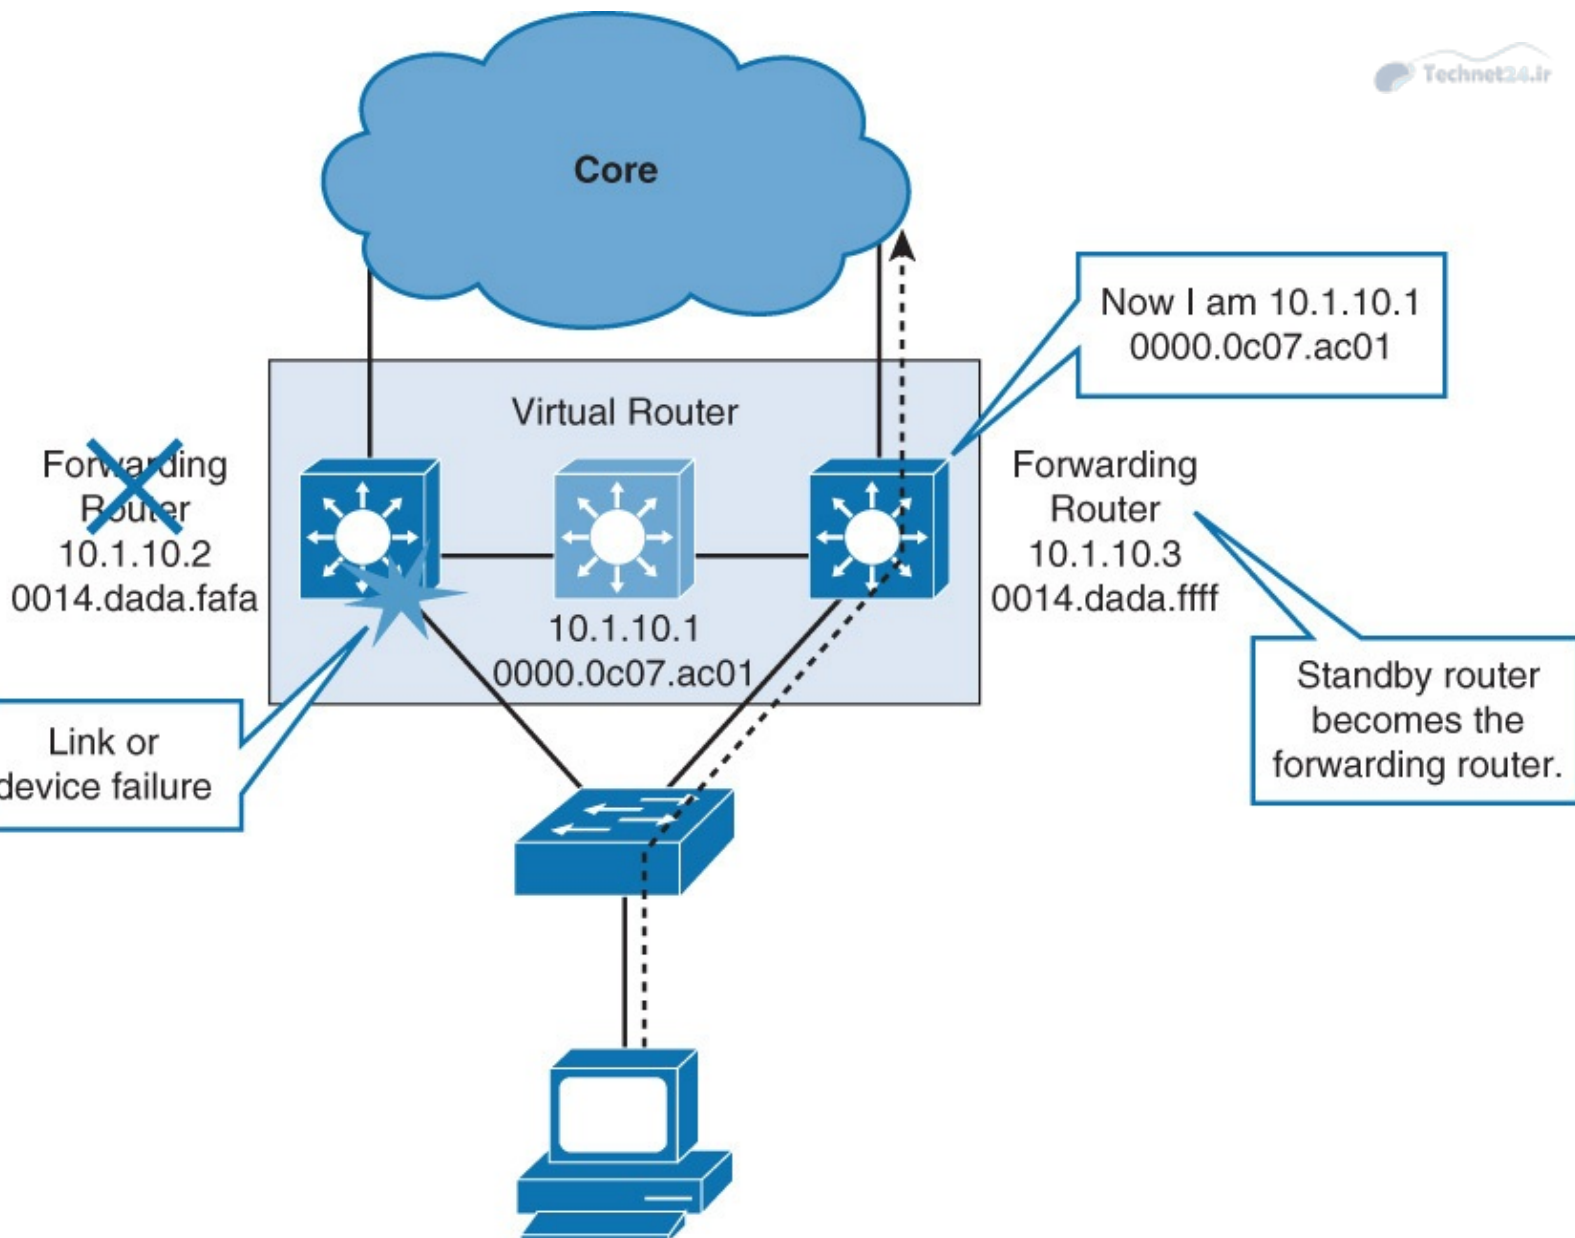 Technet24.ir
Core
Now I am 10.1.10.1
0000.0c07.ac01
Virtual Router
Forwarding
Router
10.1.10.2
0014.dada.fafa
Forwarding
Router
10.1.10.3
0014.dada.ffff
10.1.10.1
0000.0c07.ac01
Link or
device failure
Standby router
becomes the
forwarding router.